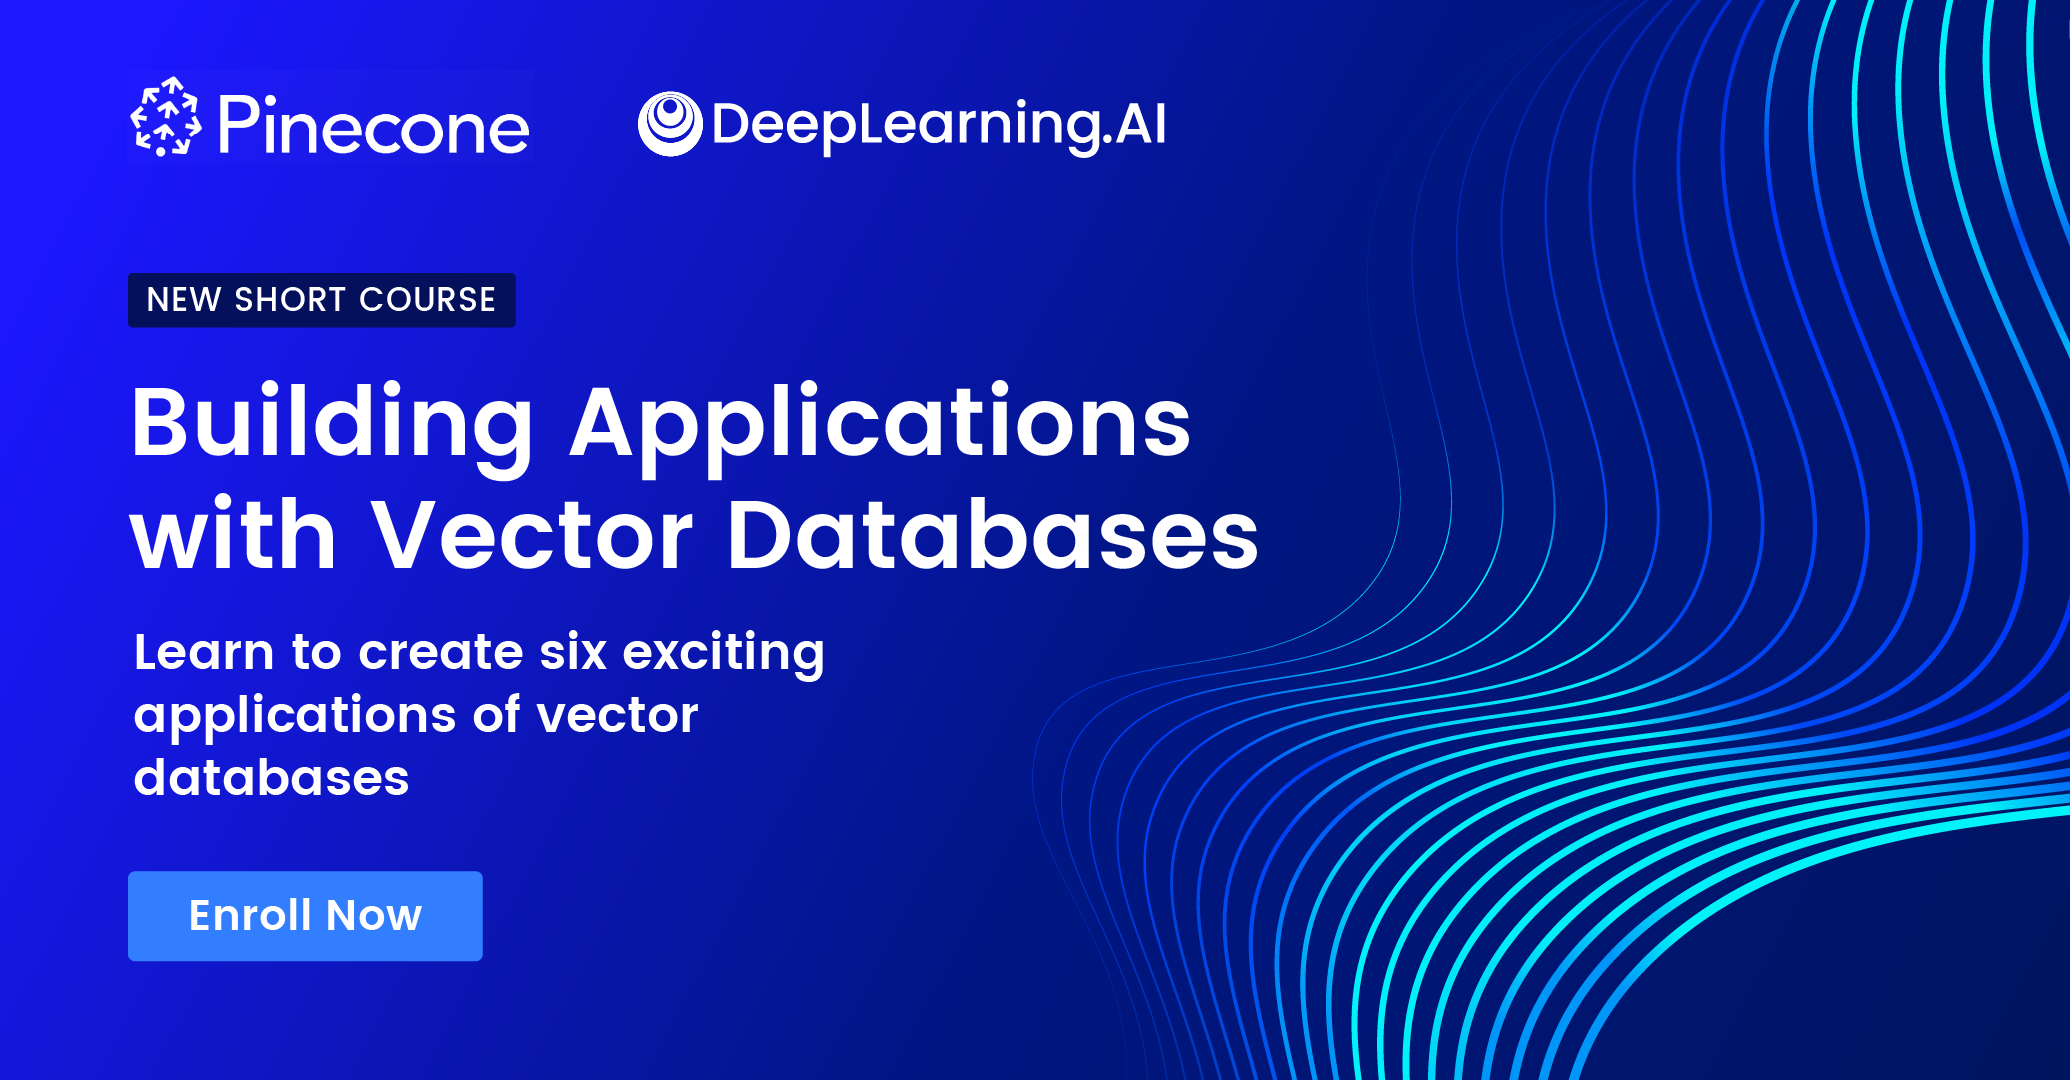 Pinecone
DeepLearning.AI
NEW SHORT COURSE
Building Applications
with Vector Databases
Learn to create six exciting
applications of vector
databases
Enroll Now